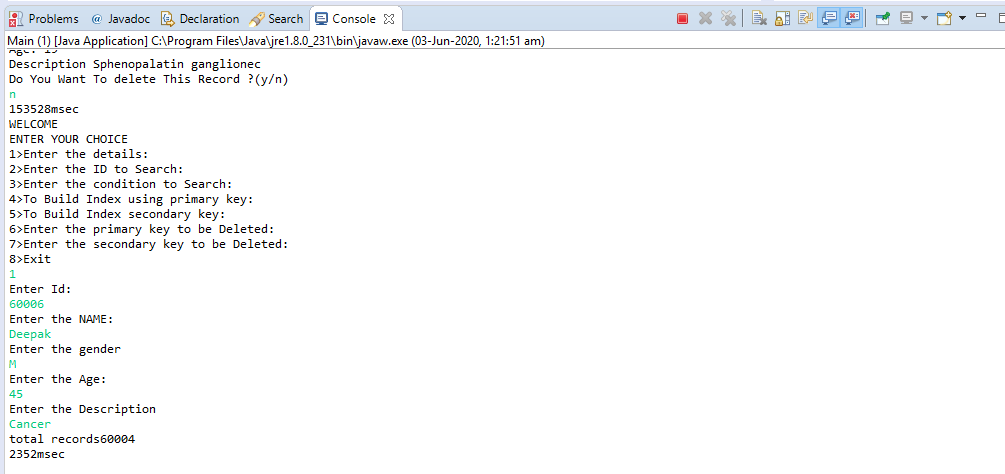 Problems @ Javadoc Declaration Search Console
Main (1) [Java Application] C:\Program Files\Java\jre1.8.0_231\bin\javaw.exe (03-Jun-2020, 1:21:51 am)
Description Sphenopalatin ganglionec
Do You Want To delete This Record ?(y/n)
n
153528msec
WELCOME
ENTER YOUR CHOICE
1>Enter the details:
2>Enter the ID to Search:
3>Enter the condition to Search:
4>To Build Index using primary key:
5>To Build Index secondary key:
6>Enter the primary key to be Deleted:
7>Enter the secondary key to be Deleted:
8>Exit
1
Enter Id:
60006
Enter the NAME:
Deepak
Enter the gender
M
Enter the Age:
45
Enter the Description
Cancer
total records60004
2352msec